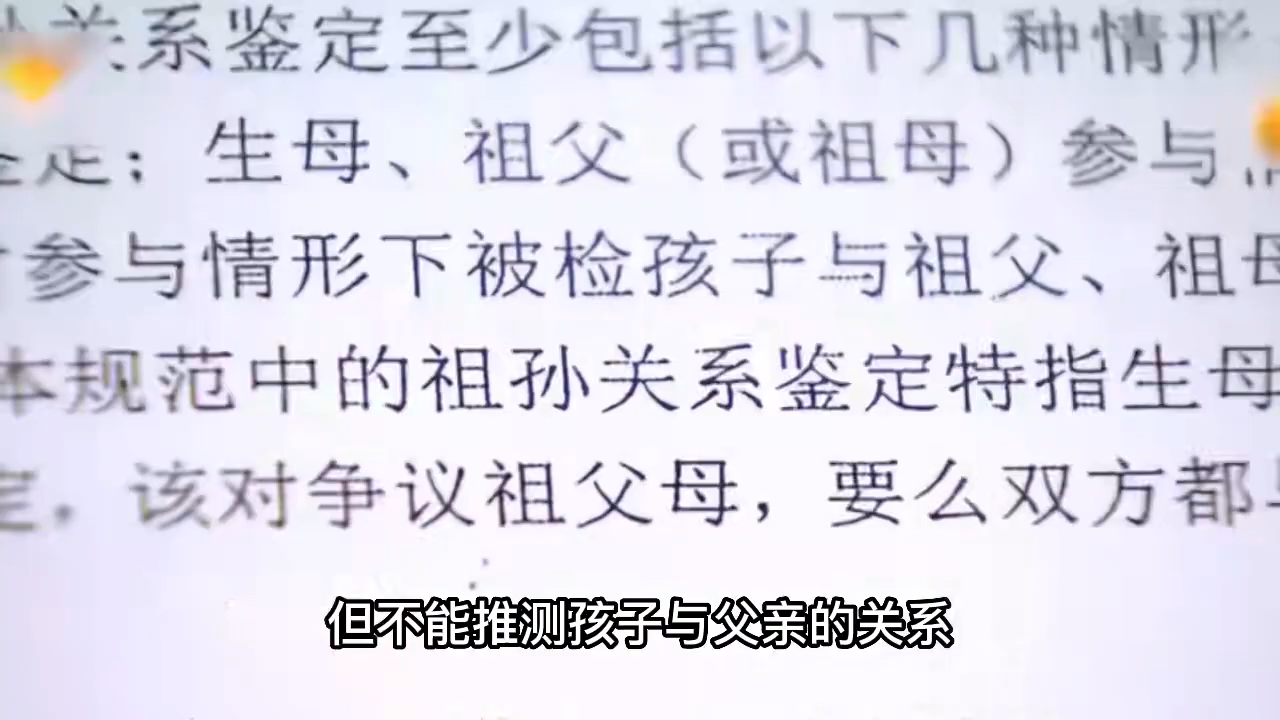 关系鉴定至少包括以下几种情形
定；生母、祖父（或祖母）参与
参与情形下被检孩子与祖父、祖母
本规范中的祖孙关系鉴定特指生母
定，该对争议祖父母，要么双方都
但不能推测孩子与父亲的关系